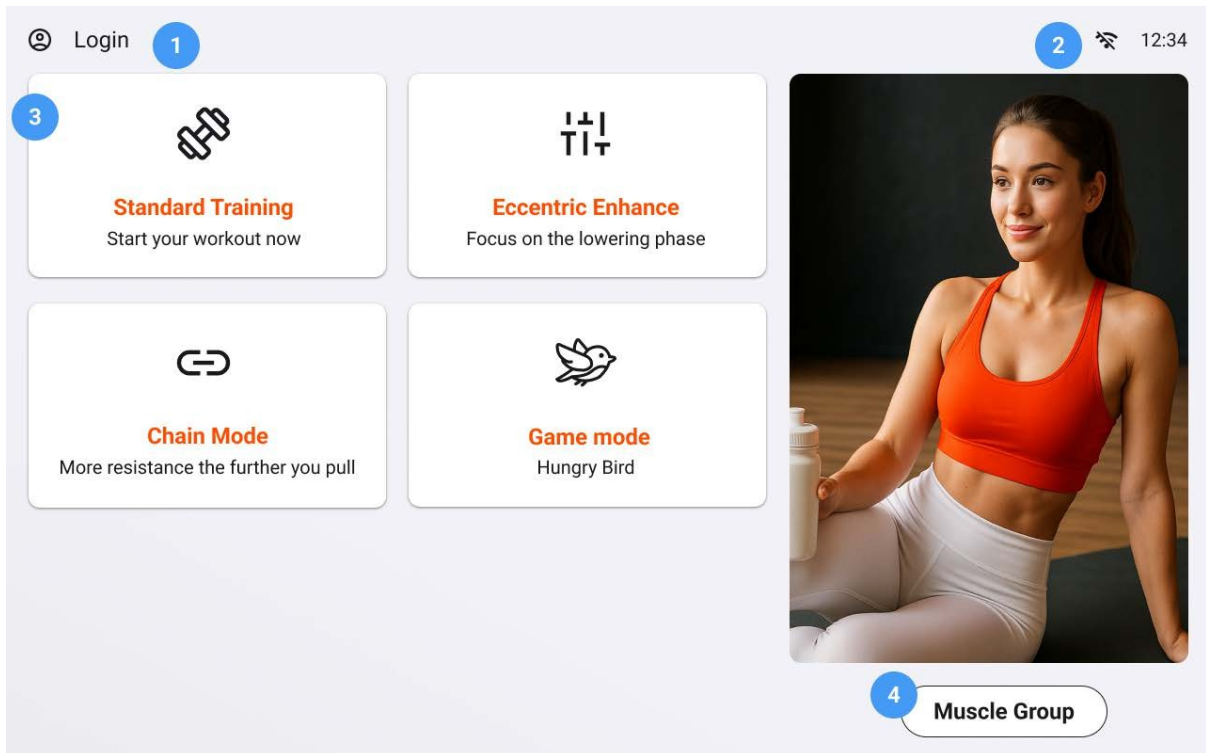 Login
1
2
12:34
3
Standard Training
Start your workout now
Eccentric Enhance
Focus on the lowering phase
Chain Mode
More resistance the further you pull
Game mode
Hungry Bird
4
Muscle Group